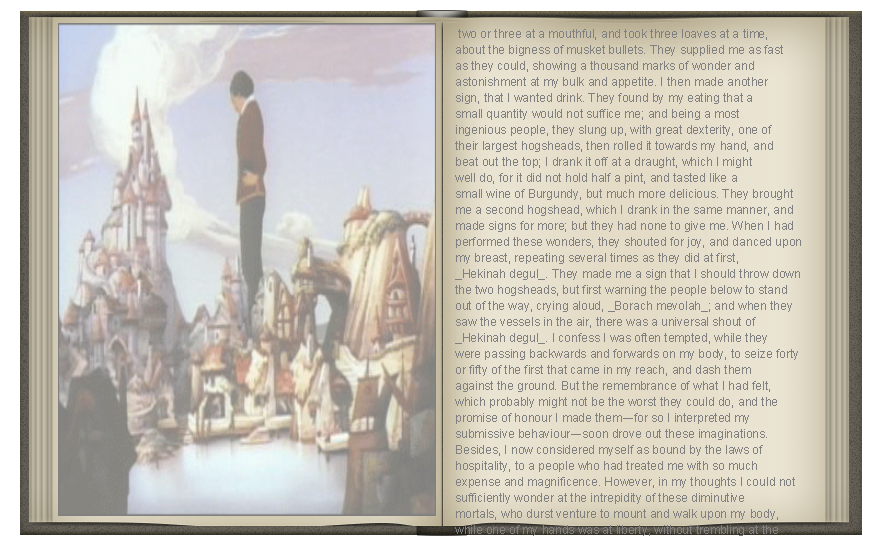 two or three at a mouthful, and took three loaves at a time,
about the bigness of musket bullets. They supplied me as fast
as they could, showing a thousand marks of wonder and
astonishment at my bulk and appetite. I then made another
sign, that I wanted drink. They found by my eating that a
small quantity would not suffice me; and being a most
ingenious people, they slung up, with great dexterity, one of
their largest hogsheads, then rolled it towards my hand, and
beat out the top; I drank it off at a draught, which I might
well do, for it did not hold half a pint, and tasted like a
small wine of Burgundy, but much more delicious. They brought
me a second hogshead, which I drank in the same manner, and
made signs for more; but they had none to give me. When I had
performed these wonders, they shouted for joy, and danced upon
my breast, repeating several times as they did at first,
_Hekinah degul_. They made me a sign that I should throw down
the two hogsheads, but first warning the people below to stand
out of the way, crying aloud, _Borach mevolah_; and when they
saw the vessels in the air, there was a universal shout of
_Hekinah degul_. I confess I was often tempted, while they
were passing backwards and forwards on my body, to seize forty
or fifty of the first that came in my reach, and dash them
against the ground. But the remembrance of what I had felt,
which probably might not be the worst they could do, and the
promise of honour I made them—for so I interpreted my
submissive behaviour—soon drove out these imaginations.
Besides, I now considered myself as bound by the laws of
hospitality, to a people who had treated me with so much
expense and magnificence. However, in my thoughts I could not
sufficiently wonder at the intrepidity of these diminutive
mortals, who durst venture to mount and walk upon my body,
while one of my hands was at liberty, without trembling at the